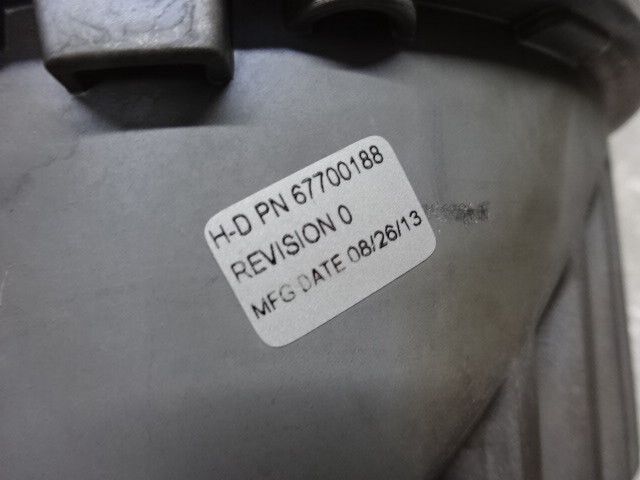 H-D PN 67700188
REVISION 0
MFG DATE 08/26/13